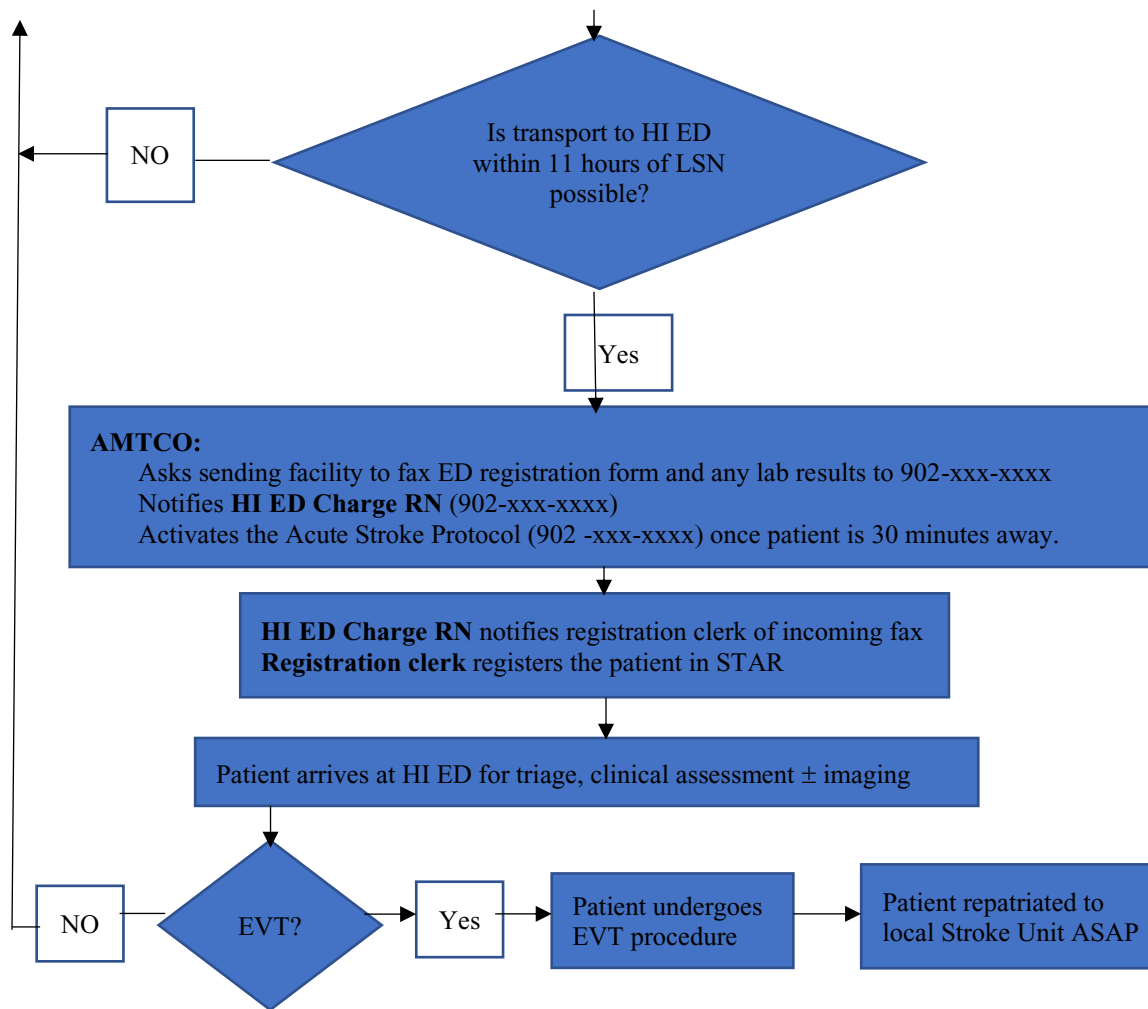 Is transport to HI ED
within 11 hours of LSN
possible?
NO
Yes
AMTCO:
Asks sending facility to fax ED registration form and any lab results to 902-xxx-xxxx
Notifies HI ED Charge RN (902-xxx-xxxx)
Activates the Acute Stroke Protocol (902 -xxx-xxxx) once patient is 30 minutes away.
HI ED Charge RN notifies registration clerk of incoming fax
Registration clerk registers the patient in STAR
Patient arrives at HI ED for triage, clinical assessment ± imaging
NO
EVT?
Yes
Patient undergoes
EVT procedure
Patient repatriated to
local Stroke Unit ASAP